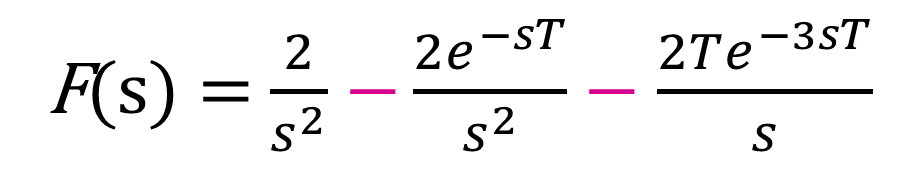 F(s) = 2/s² − 2e^{−sT}/s² − 2Te^{−3sT}/s